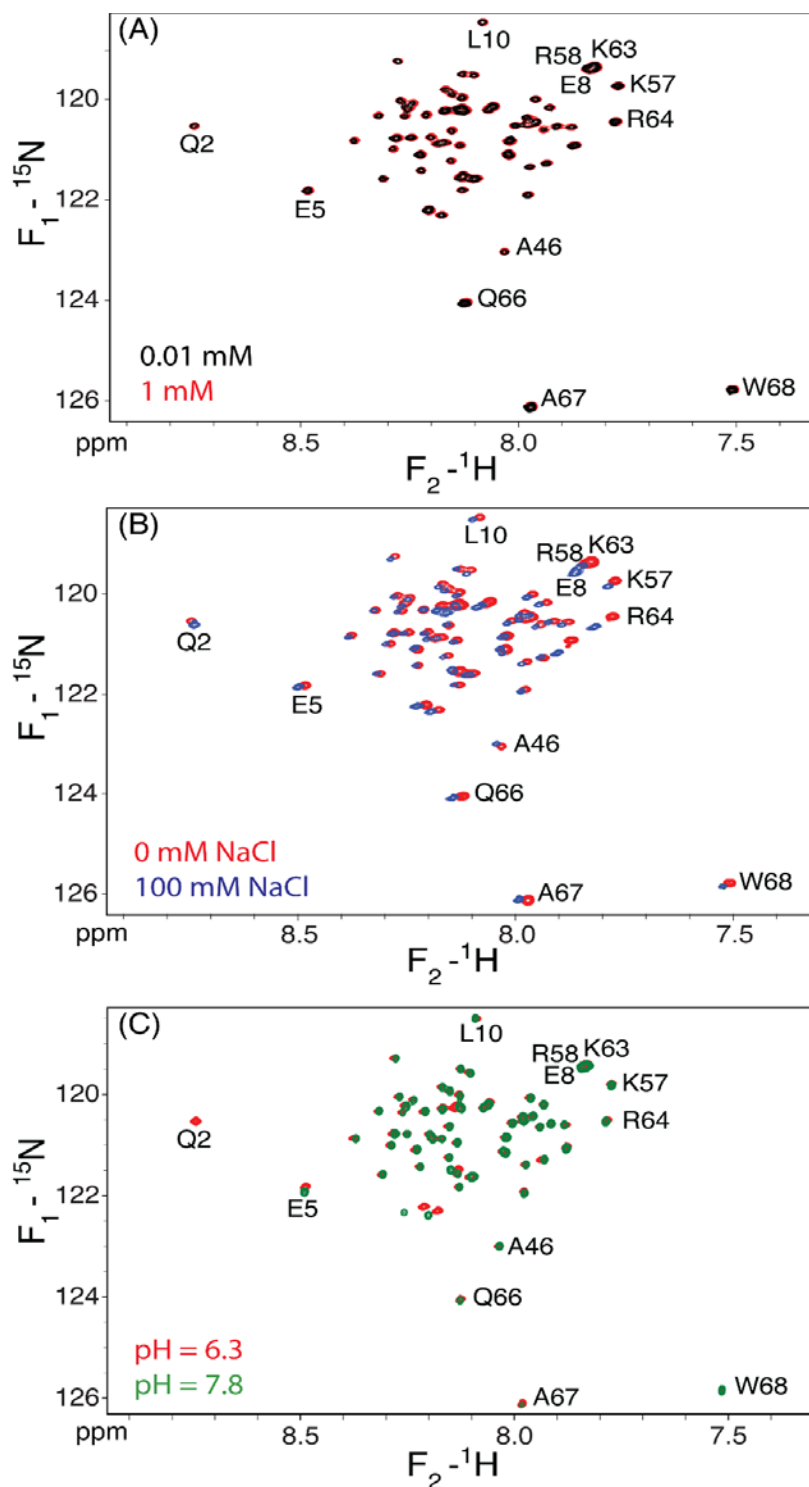 (A)
L10
R58 K63
E8
K57
R64
Q2
E5
A46
Q66
A67
W68
0.01 mM
1 mM
120
122
124
126
F1 - 15N
ppm
8.5
8.0
7.5
F2 - 1H
(B)
L10
R58 K63
E8
K57
R64
Q2
E5
A46
Q66
A67
W68
0 mM NaCl
100 mM NaCl
120
122
124
126
F1 - 15N
ppm
8.5
8.0
7.5
F2 - 1H
(C)
L10
R58 K63
E8
K57
R64
Q2
E5
A46
Q66
A67
W68
pH = 6.3
pH = 7.8
120
122
124
126
F1 - 15N
ppm
8.5
8.0
7.5
F2 - 1H